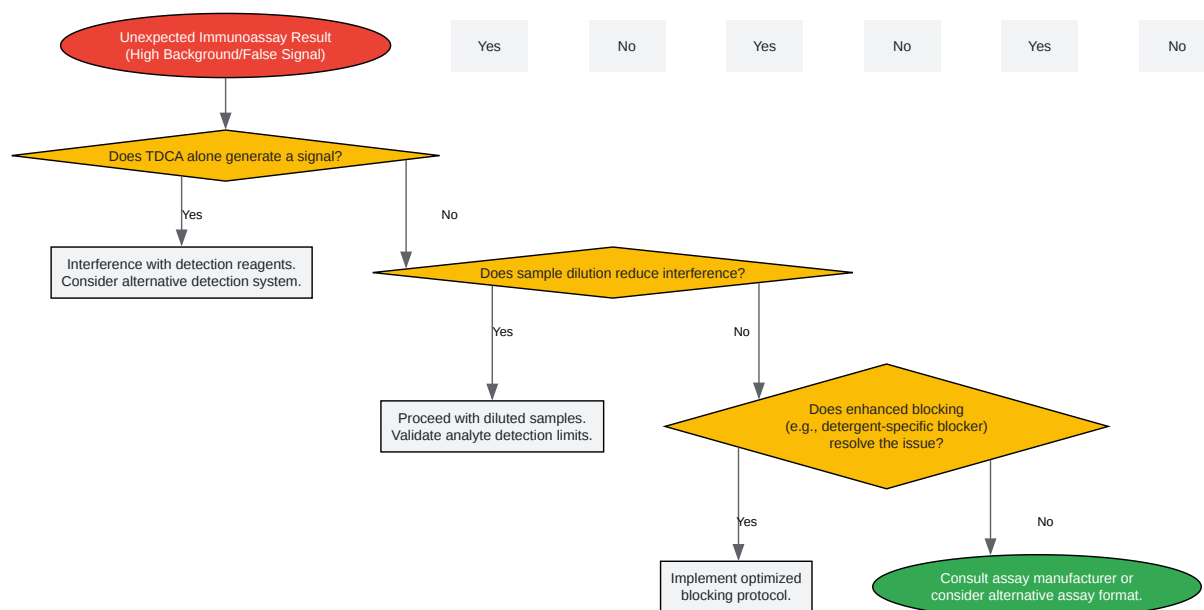 Unexpected Immunoassay Result
(High Background/False Signal)
Yes
No
Yes
No
Yes
No
Does TDCA alone generate a signal?
Yes
No
Interference with detection reagents.
Consider alternative detection system.
Does sample dilution reduce interference?
Yes
No
Proceed with diluted samples.
Validate analyte detection limits.
Does enhanced blocking
(e.g., detergent-specific blocker)
resolve the issue?
Yes
No
Implement optimized
blocking protocol.
Consult assay manufacturer or
consider alternative assay format.